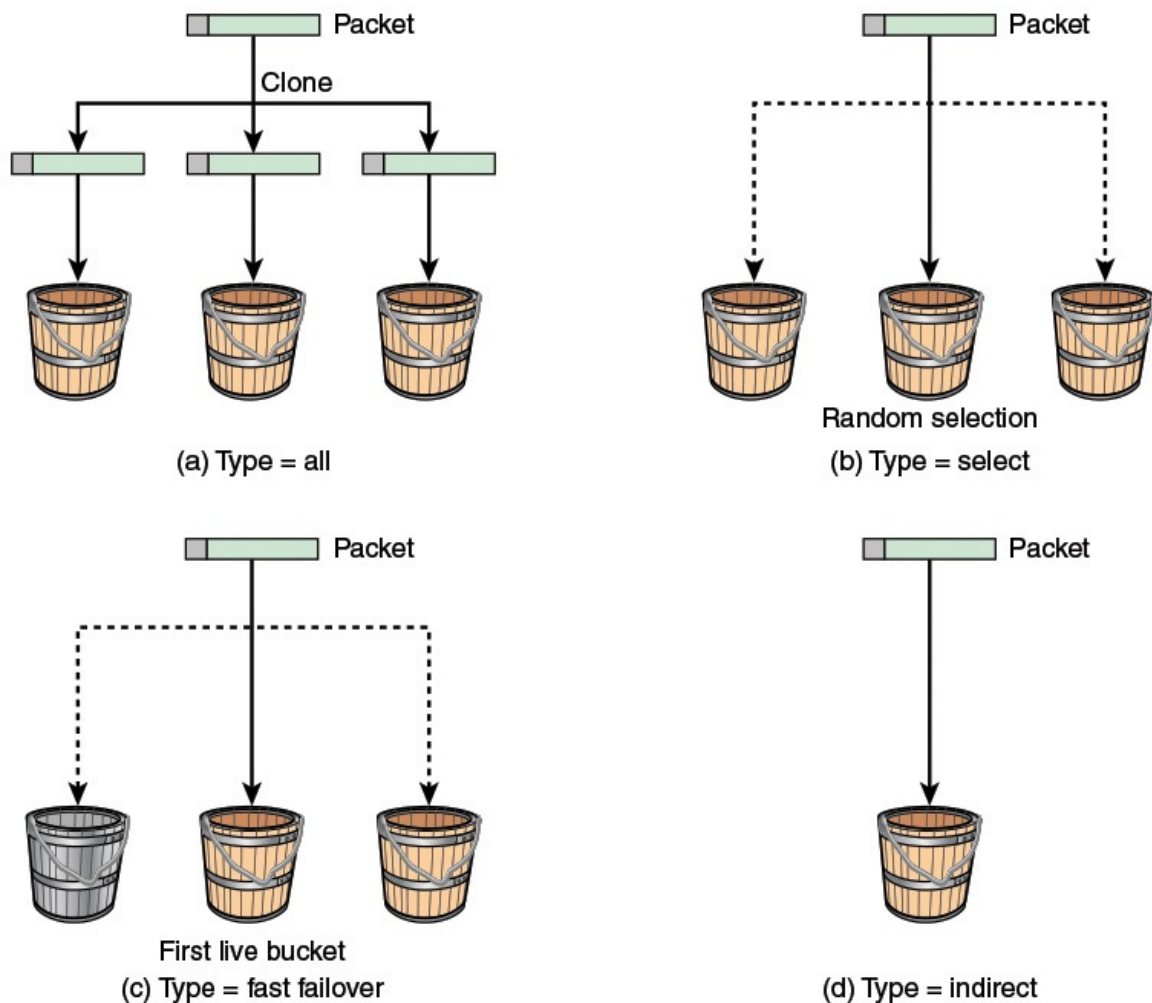 Packet
Clone
(a) Type = all
Packet
Random selection
(b) Type = select
Packet
First live bucket
(c) Type = fast failover
Packet
(d) Type = indirect